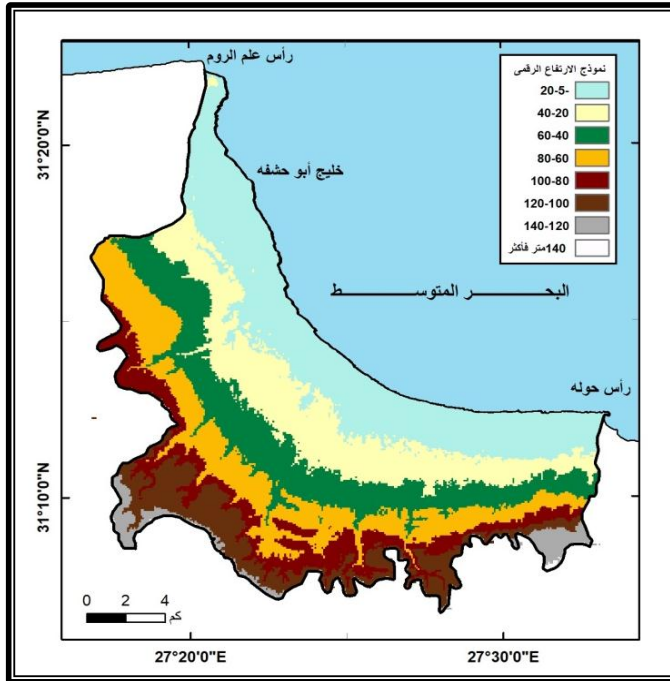 رأس علم الروم
نموذج الارتفاع الرقمى
20-5-
40-20
60-40
80-60
100-80
120-100
140-120
140متر فأكثر
خليج أبو حشفه
البحـــر المتوســـــط
رأس حوله
31°20'0"N
31°10'0"N
0 2 4
كم
27°20'0"E
27°30'0"E